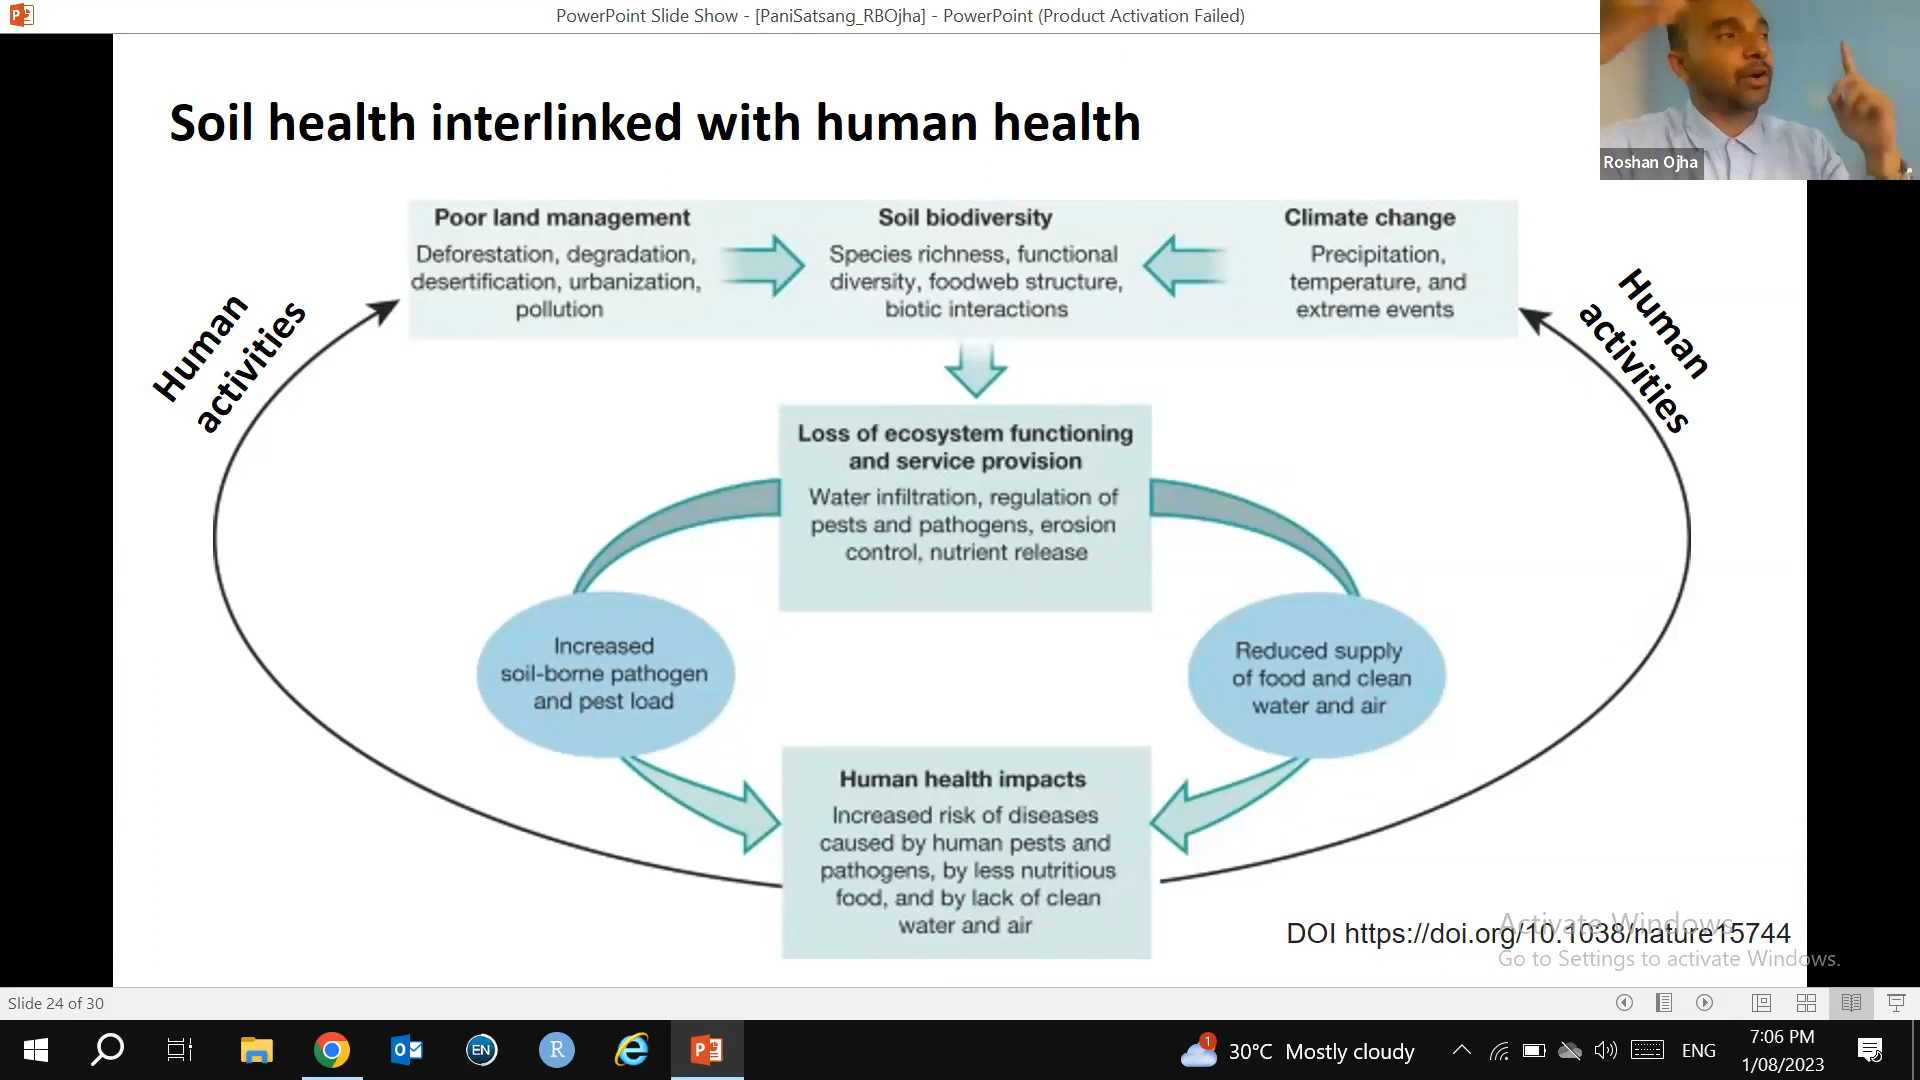 PowerPoint Slide Show - [PaniSatsang_RBOjha] - PowerPoint (Product Activation Failed)
Roshan Ojha
Soil health interlinked with human health
Poor land management
Deforestation, degradation,
desertification, urbanization,
pollution
Soil biodiversity
Species richness, functional
diversity, foodweb structure,
biotic interactions
Climate change
Precipitation,
temperature, and
extreme events
Human
activities
Human
activities
Loss of ecosystem functioning
and service provision
Water infiltration, regulation of
pests and pathogens, erosion
control, nutrient release
Increased
soil-borne pathogen
and pest load
Reduced supply
of food and clean
water and air
Human health impacts
Increased risk of diseases
caused by human pests and
pathogens, by less nutritious
food, and by lack of clean
water and air
DOI https://doi.org/10.1038/nature15744
Activate Windows
Go to Settings to activate Windows.
Slide 24 of 30
EN
R
1
30°C Mostly cloudy
ENG
7:06 PM
1/08/2023